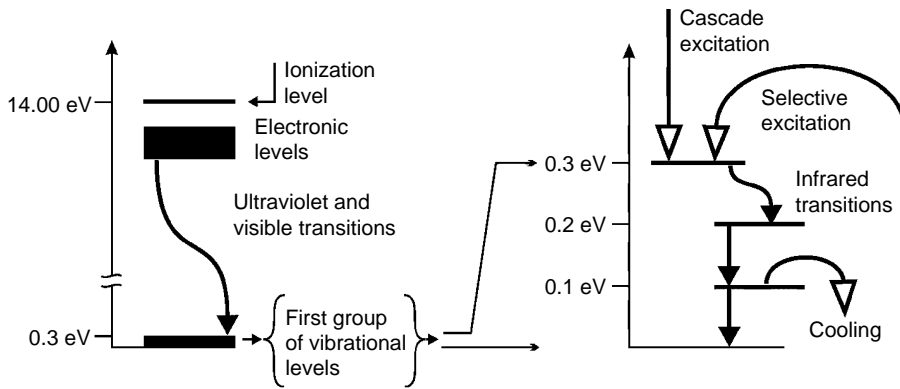 14.00 eV
Ionization
level
Electronic
levels
Ultraviolet and
visible transitions
0.3 eV
First group
of vibrational
levels
Cascade
excitation
Selective
excitation
0.3 eV
Infrared
transitions
0.2 eV
0.1 eV
Cooling